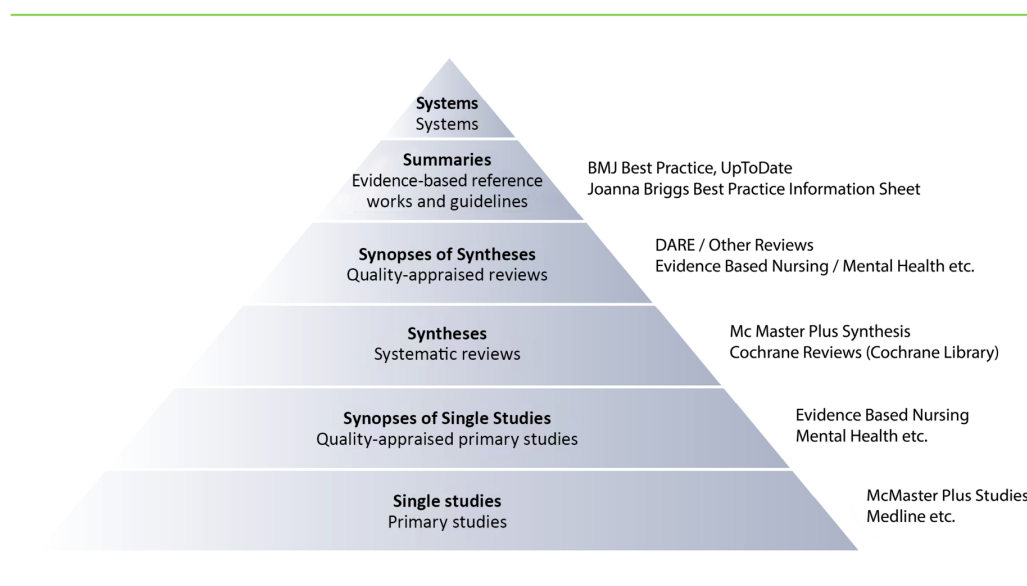 Systems
Systems
Summaries
Evidence-based reference
works and guidelines
BMJ Best Practice, UpToDate
Joanna Briggs Best Practice Information Sheet
Synopses of Syntheses
Quality-appraised reviews
DARE / Other Reviews
Evidence Based Nursing / Mental Health etc.
Syntheses
Systematic reviews
Mc Master Plus Synthesis
Cochrane Reviews (Cochrane Library)
Synopses of Single Studies
Quality-appraised primary studies
Evidence Based Nursing
Mental Health etc.
Single studies
Primary studies
McMaster Plus Studies
Medline etc.